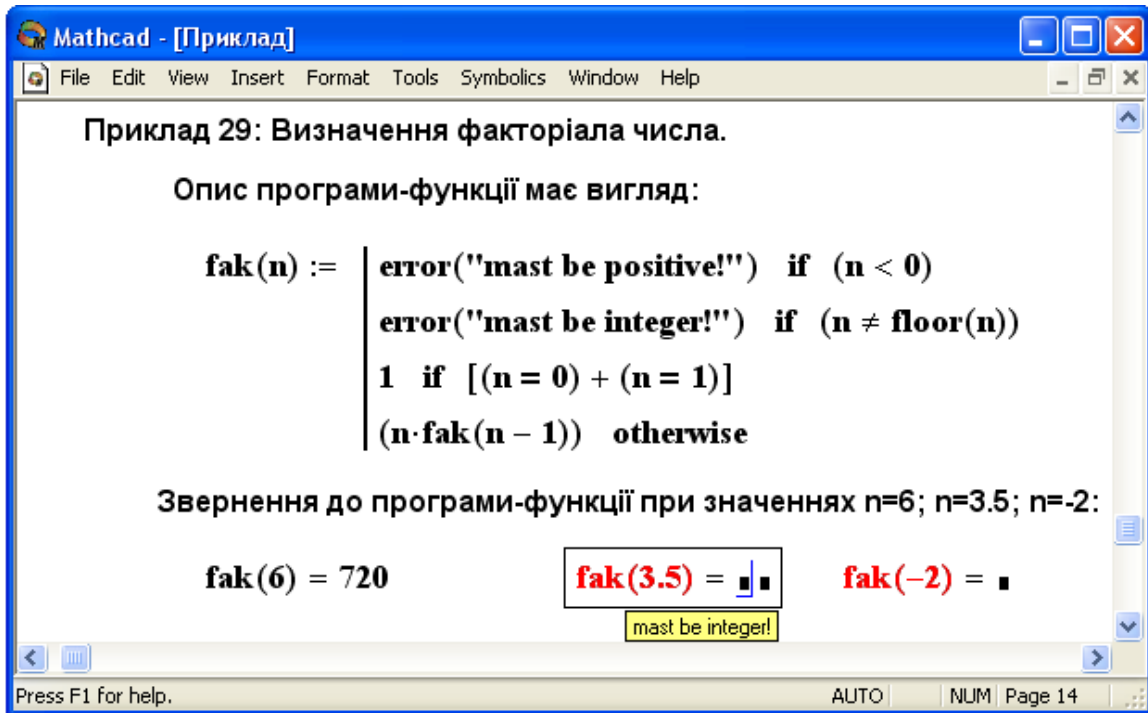 Mathcad - [Приклад]
File Edit View Insert Format Tools Symbolics Window Help
Приклад 29: Визначення факторіала числа.
Опис програми-функції має вигляд:
fak(n) := error("mast be positive!") if (n < 0)
error("mast be integer!") if (n ≠ floor(n))
1 if [(n = 0) + (n = 1)]
(n·fak(n − 1)) otherwise
Звернення до програми-функції при значеннях n=6; n=3.5; n=-2:
fak(6) = 720 fak(3.5) = ▪▪ fak(−2) = ▪
mast be integer!
Press F1 for help. AUTO NUM Page 14